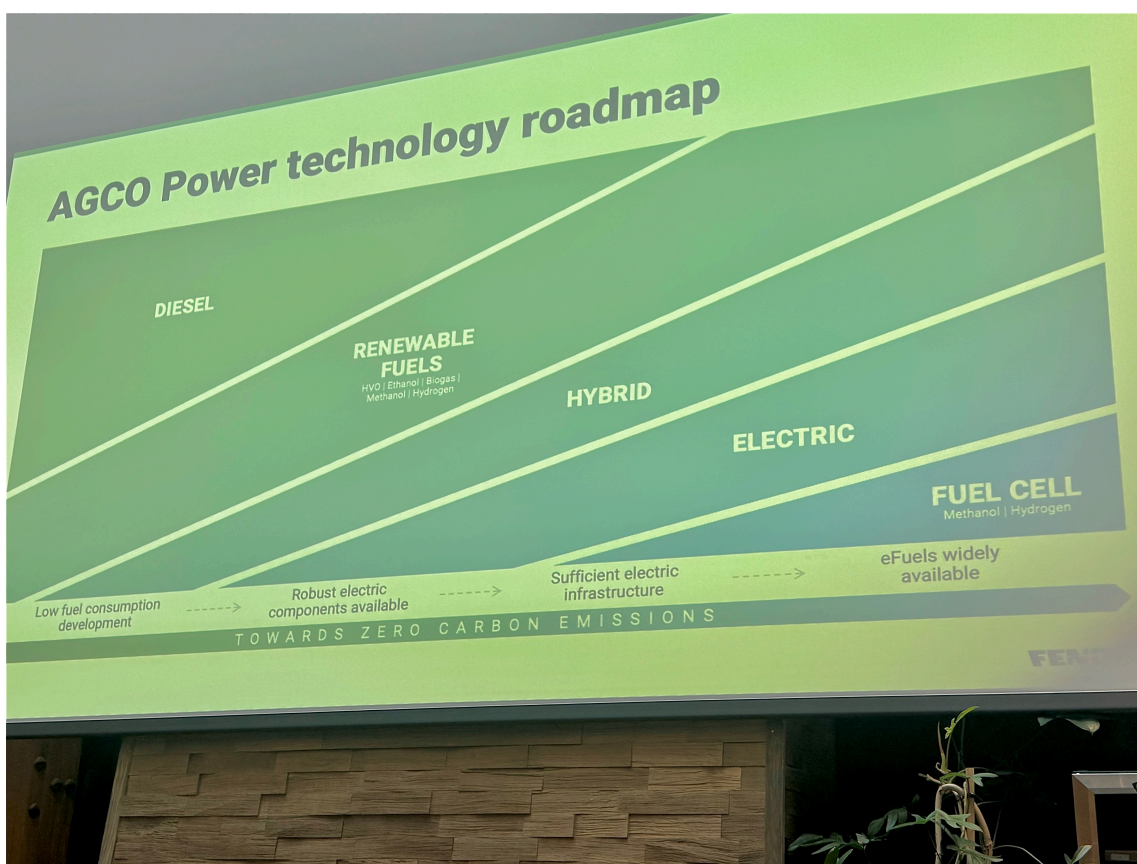 AGCO Power technology roadmap
DIESEL
RENEWABLE
FUELS
HVO | Ethanol | Biogas |
Methanol | Hydrogen
HYBRID
ELECTRIC
FUEL CELL
Methanol | Hydrogen
Low fuel consumption
development
Robust electric
components available
Sufficient electric
infrastructure
eFuels widely
available
TOWARDS ZERO CARBON EMISSIONS